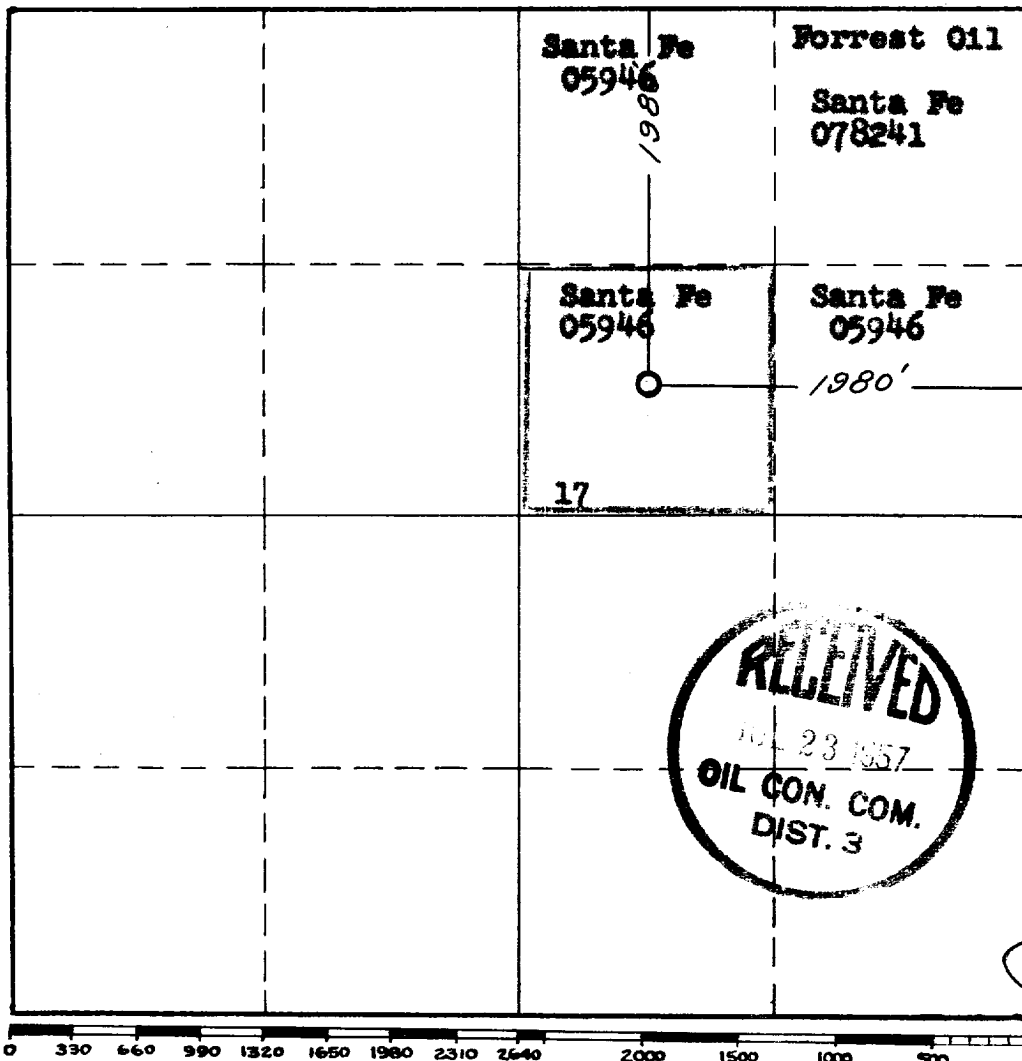 Santa Fe
05946
198
Forrest Oil
Santa Fe
078241
Santa Fe
05946
Santa Fe
05946
1980'
17
RECEIVED
23 1957
OIL CON. COM.
DIST. 3
0 330 660 990 1320 1650 1980 2310 2640 2000 1500 1000 500